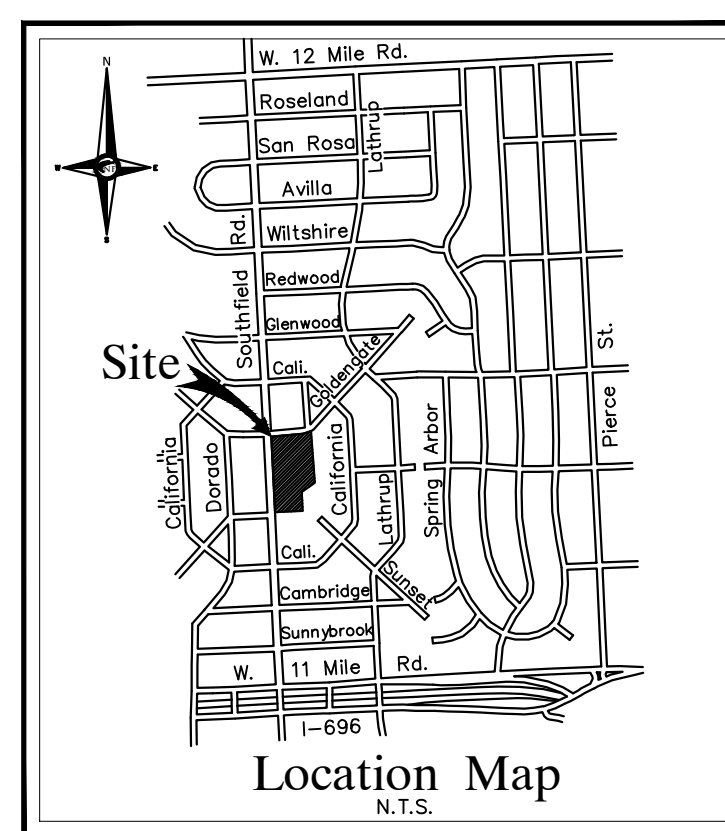 N
W. 12 Mile Rd.
Roseland
Lathrup
San Rosa
W
E
Avilla
S
Rd.
Wiltshire
Southfield
Redwood
Glenwood
St.
Site
Cali.
Goldengate
Pierce
Arbor
California
Dorado
California
Lathrup
Spring
Cali.
Sunset
Cambridge
Sunnybrook
W. 11 Mile Rd.
I-696
Location Map
N.T.S.